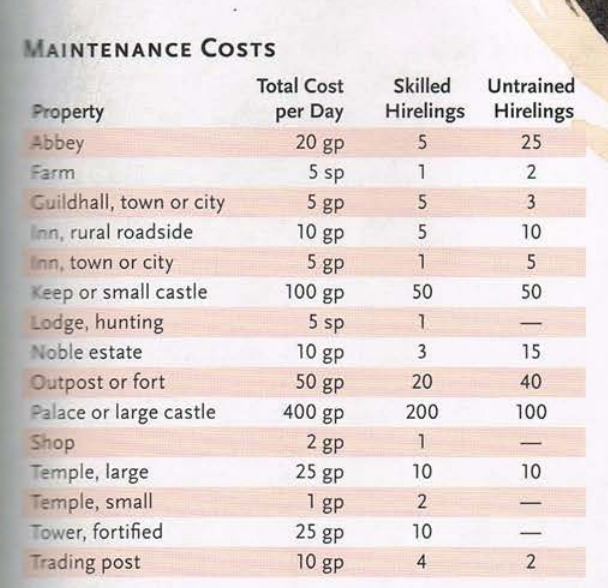 MAINTENANCE COSTS
Total Cost Skilled Untrained
Property per Day Hirelings Hirelings
Abbey 20 gp 5 25
Farm 5 sp 1 2
Guildhall, town or city 5 gp 5 3
Inn, rural roadside 10 gp 5 10
Inn, town or city 5 gp 1 5
Keep or small castle 100 gp 50 50
Lodge, hunting 5 sp 1 —
Noble estate 10 gp 3 15
Outpost or fort 50 gp 20 40
Palace or large castle 400 gp 200 100
Shop 2 gp 1 —
Temple, large 25 gp 10 10
Temple, small 1 gp 2 —
Tower, fortified 25 gp 10 —
Trading post 10 gp 4 2